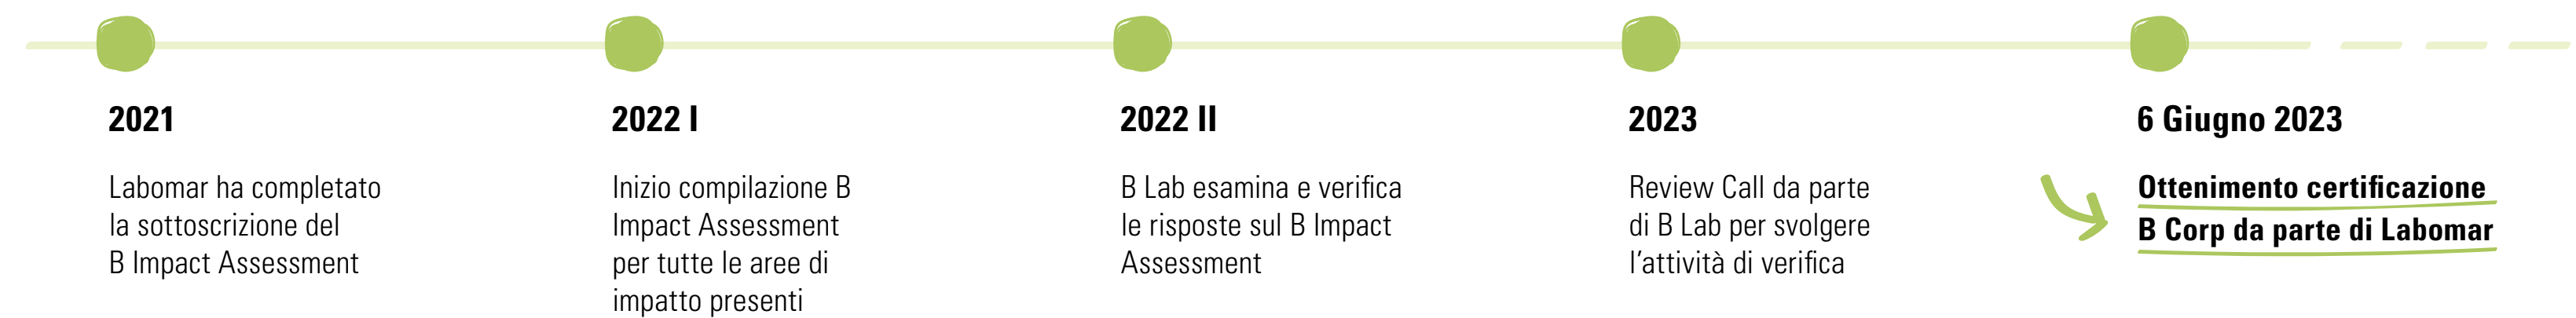 2021
Labomar ha completato
la sottoscrizione del
B Impact Assessment
2022 I
Inizio compilazione B
Impact Assessment
per tutte le aree di
impatto presenti
2022 II
B Lab esamina e verifica
le risposte sul B Impact
Assessment
2023
Review Call da parte
di B Lab per svolgere
l’attività di verifica
6 Giugno 2023
Ottenimento certificazione
B Corp da parte di Labomar